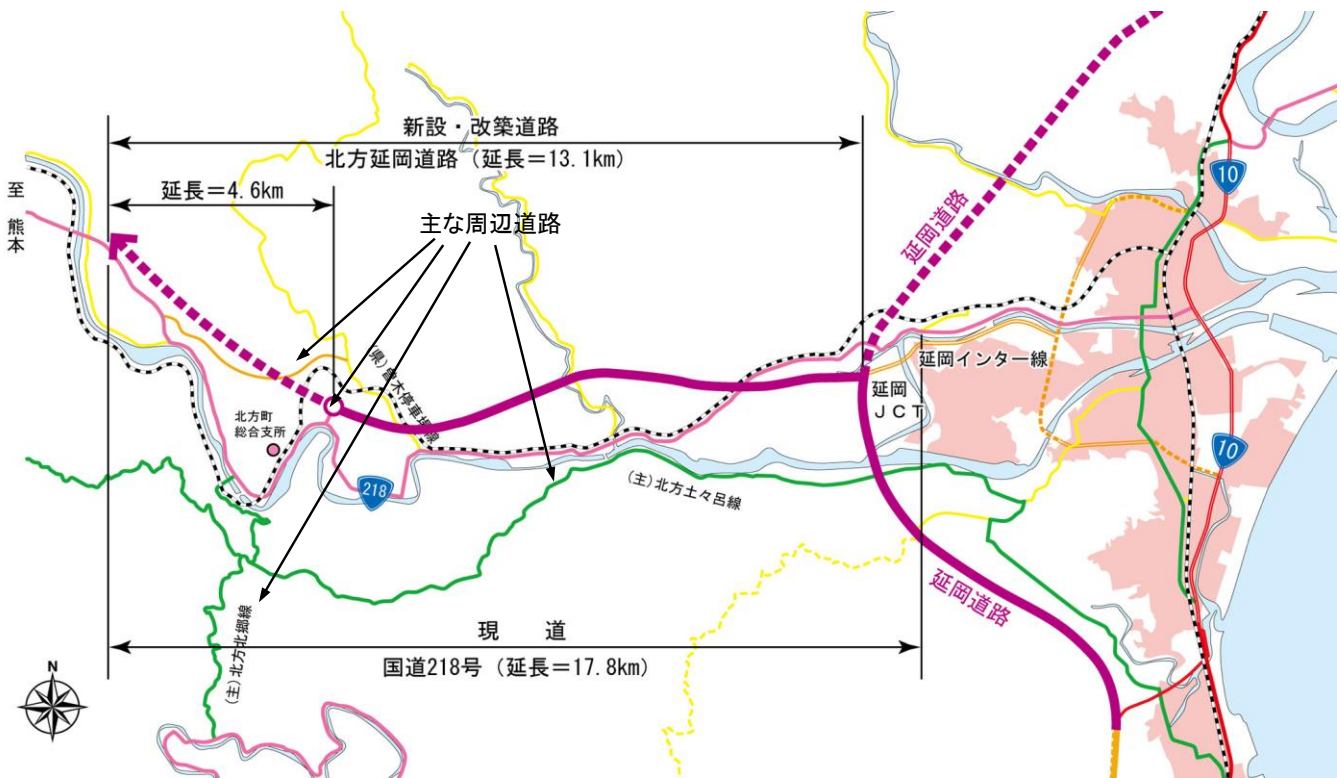 新設・改築道路
北方延岡道路（延長＝13.1km）
延長＝4.6km
至
熊本
主な周辺道路
延岡道路
10
(県)曽木停車場線
延岡インター線
延岡
ＪＣＴ
北方町
総合支所
218
10
(主)北方土々呂線
延岡道路
(主)北方北郷線
現　道
国道218号（延長＝17.8km）
N